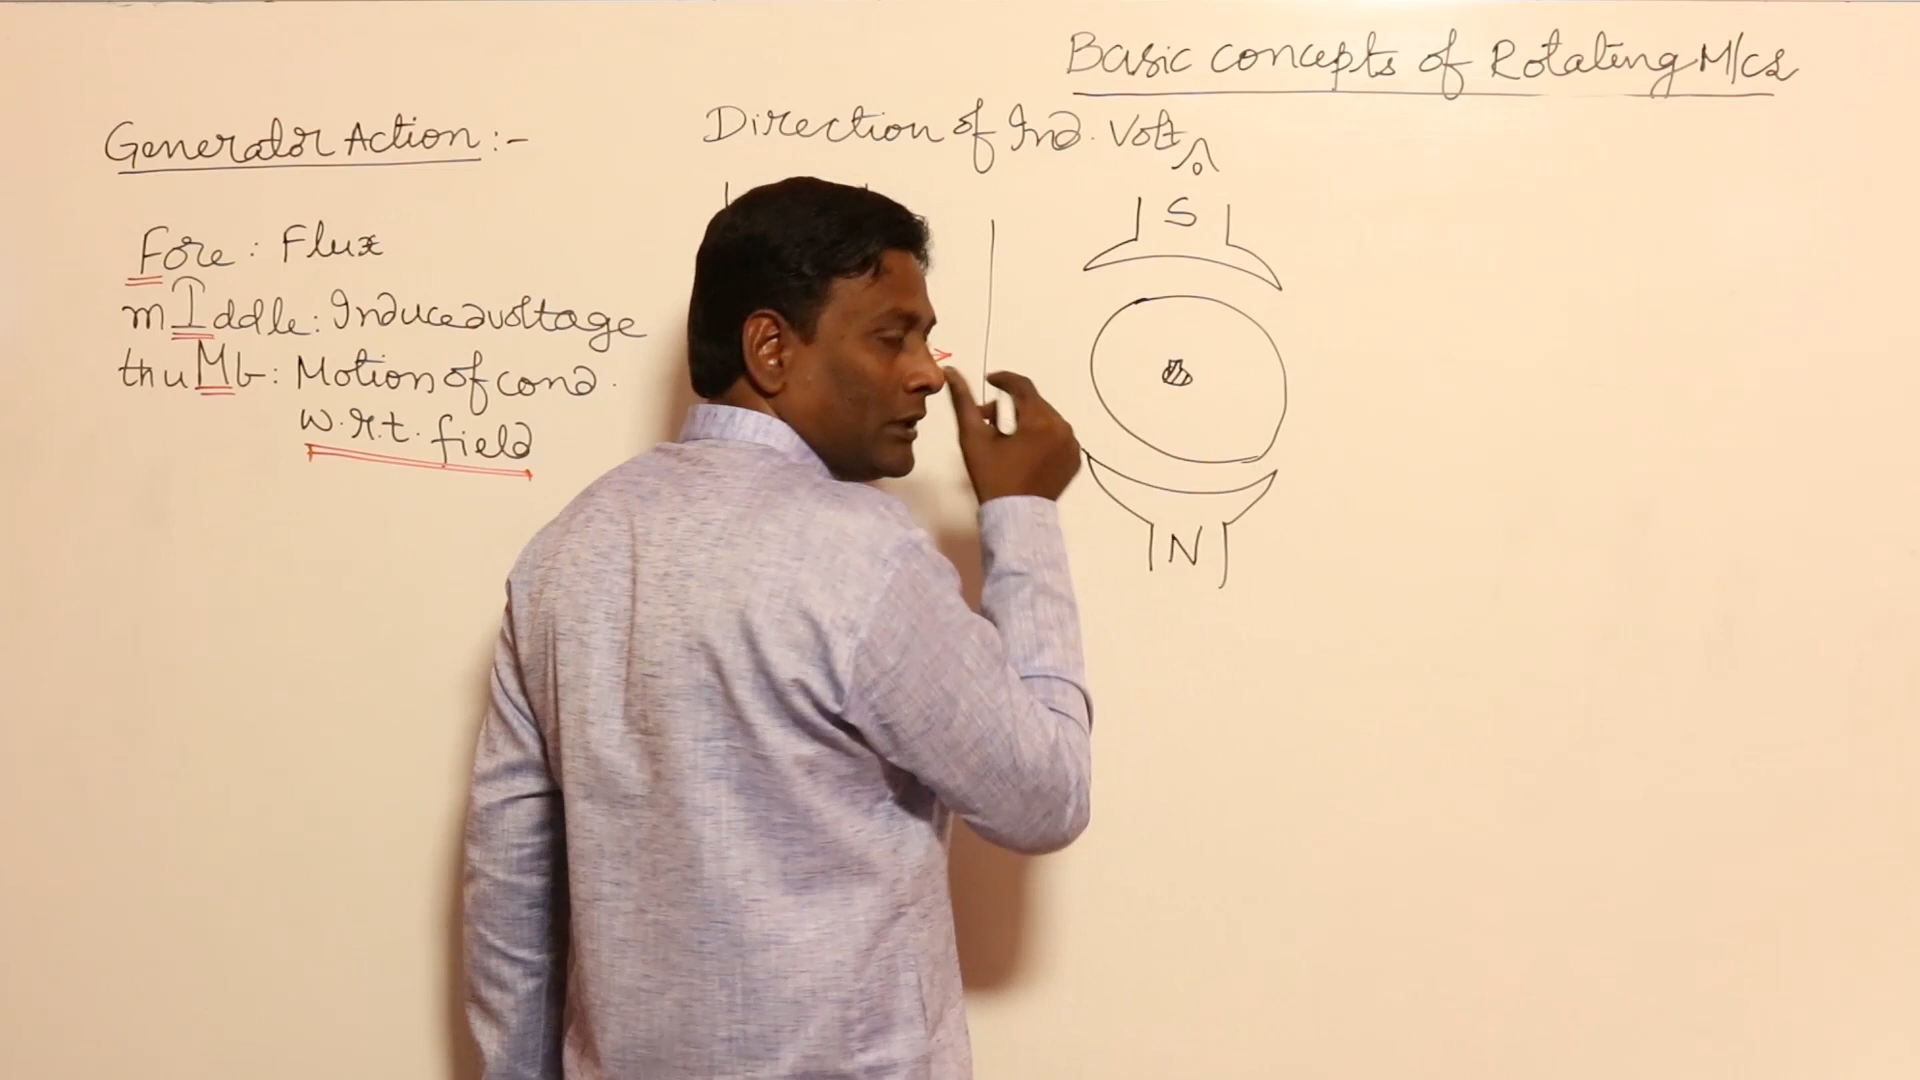 Basic concepts of Rotating M/cs
Generator Action :-
Direction of Ind. Volt
Fore : Flux
mIddle : Induced voltage
thuMb : Motion of cond.
w.r.t. field
S
N